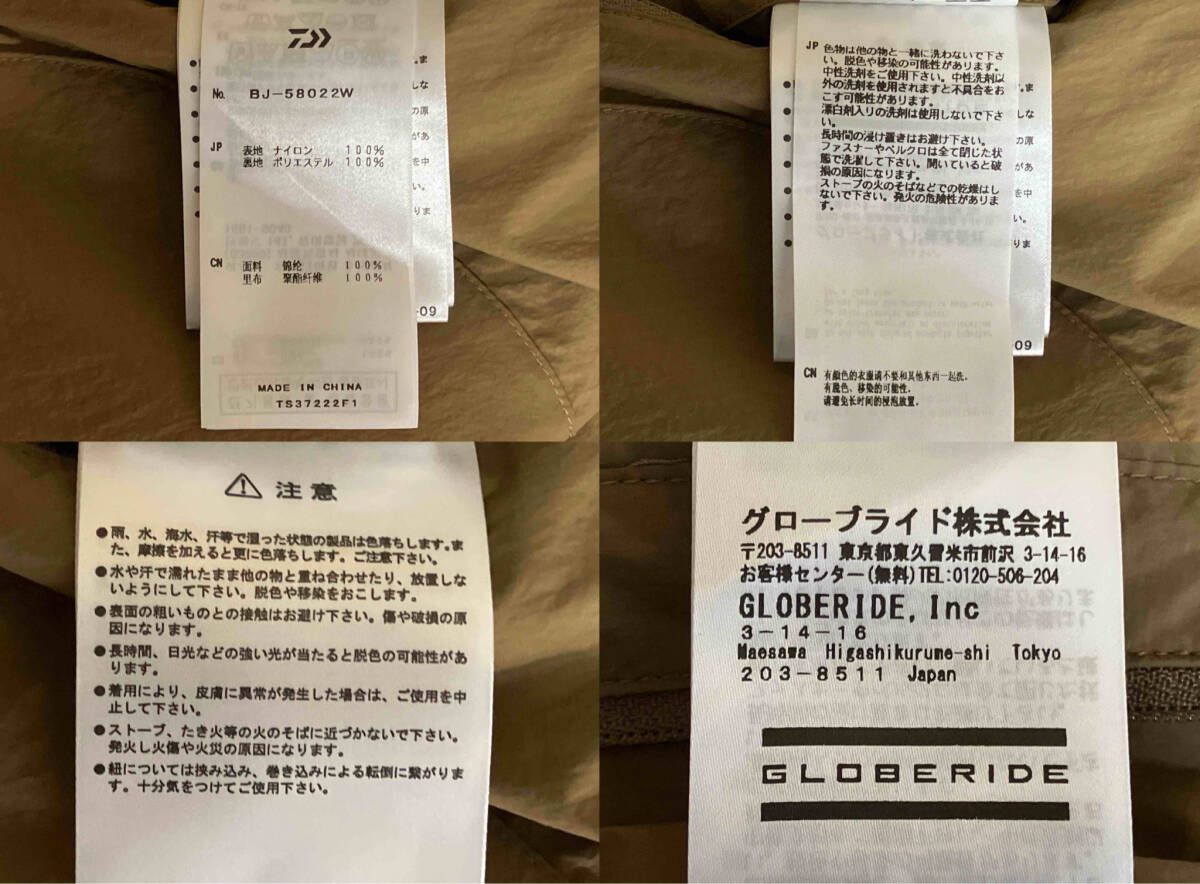 No. BJ-58022W
JP 表地 ナイロン 100%
裏地 ポリエステル 100%
CN 面料 锦纶 100%
里布 聚酯纤维 100%
-09
MADE IN CHINA
TS37222F1
JP 色物は他の物と一緒に洗わないで下さ
い。脱色や移染の可能性があります。
中性洗剤をご使用下さい。中性洗剤以
外の洗剤を使用されますと不具合をお
こす可能性があります。
漂白剤入りの洗剤は使用しないで下さ
い。
長時間の浸け置きはお避け下さい。
ファスナーやベルクロは全て閉じた状
態で洗濯して下さい。開いていると破
損の原因になります。
ストーブの火のそばなどでの乾燥はし
ないで下さい。発火の危険性がありま
す。
09
CN 有颜色的衣服请不要和其他东西一起洗。
有脱色、移染的可能性。
请避免长时间的浸泡放置。
⚠ 注意
●雨、水、海水、汗等で湿った状態の製品は色落ちします。ま
た、摩擦を加えると更に色落ちします。ご注意下さい。
●水や汗で濡れたまま他の物と重ね合わせたり、放置しな
いようにして下さい。脱色や移染をおこします。
●表面の粗いものとの接触はお避け下さい。傷や破損の原
因になります。
●長時間、日光などの強い光が当たると脱色の可能性があ
ります。
●着用により、皮膚に異常が発生した場合は、ご使用を中
止して下さい。
●ストーブ、たき火等の火のそばに近づかないで下さい。
発火し火傷や火災の原因になります。
●紐については挟み込み、巻き込みによる転倒に繋がりま
す。十分気をつけてご使用下さい。
グローブライド株式会社
〒203-8511 東京都東久留米市前沢 3-14-16
お客様センター(無料)TEL:0120-506-204
GLOBERIDE, Inc
3-14-16
Maesawa Higashikurume-shi Tokyo
203-8511 Japan
GLOBERIDE